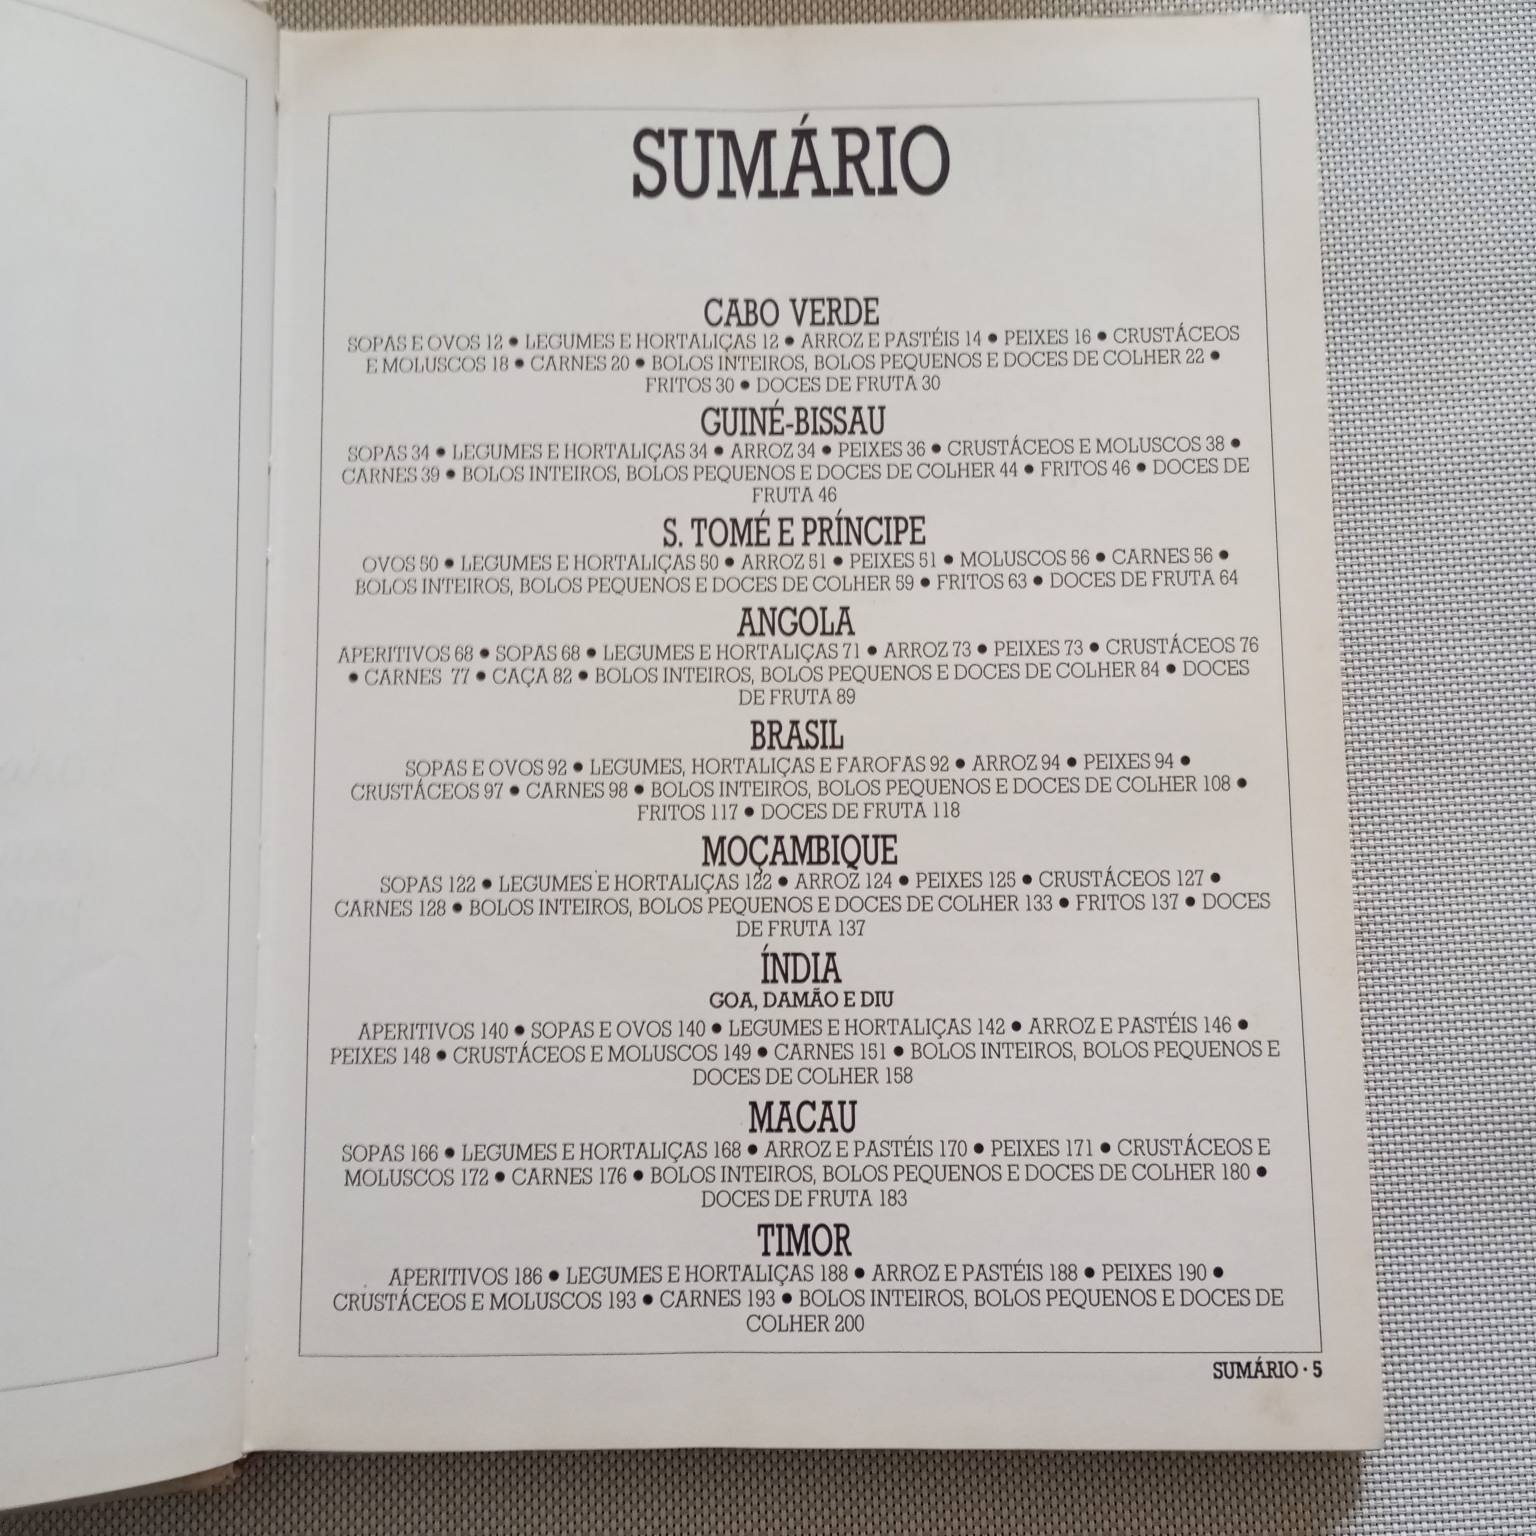 SUMÁRIO
CABO VERDE
SOPAS E OVOS 12 ● LEGUMES E HORTALIÇAS 12 ● ARROZ E PASTÉIS 14 ● PEIXES 16 ● CRUSTÁCEOS
E MOLUSCOS 18 ● CARNES 20 ● BOLOS INTEIROS, BOLOS PEQUENOS E DOCES DE COLHER 22 ●
FRITOS 30 ● DOCES DE FRUTA 30
GUINÉ-BISSAU
SOPAS 34 ● LEGUMES E HORTALIÇAS 34 ● ARROZ 34 ● PEIXES 36 ● CRUSTÁCEOS E MOLUSCOS 38 ●
CARNES 39 ● BOLOS INTEIROS, BOLOS PEQUENOS E DOCES DE COLHER 44 ● FRITOS 46 ● DOCES DE
FRUTA 46
S. TOMÉ E PRÍNCIPE
OVOS 50 ● LEGUMES E HORTALIÇAS 50 ● ARROZ 51 ● PEIXES 51 ● MOLUSCOS 56 ● CARNES 56 ●
BOLOS INTEIROS, BOLOS PEQUENOS E DOCES DE COLHER 59 ● FRITOS 63 ● DOCES DE FRUTA 64
ANGOLA
APERITIVOS 68 ● SOPAS 68 ● LEGUMES E HORTALIÇAS 71 ● ARROZ 73 ● PEIXES 73 ● CRUSTÁCEOS 76
● CARNES 77 ● CAÇA 82 ● BOLOS INTEIROS, BOLOS PEQUENOS E DOCES DE COLHER 84 ● DOCES
DE FRUTA 89
BRASIL
SOPAS E OVOS 92 ● LEGUMES, HORTALIÇAS E FAROFAS 92 ● ARROZ 94 ● PEIXES 94 ●
CRUSTÁCEOS 97 ● CARNES 98 ● BOLOS INTEIROS, BOLOS PEQUENOS E DOCES DE COLHER 108 ●
FRITOS 117 ● DOCES DE FRUTA 118
MOÇAMBIQUE
SOPAS 122 ● LEGUMES E HORTALIÇAS 122 ● ARROZ 124 ● PEIXES 125 ● CRUSTÁCEOS 127 ●
CARNES 128 ● BOLOS INTEIROS, BOLOS PEQUENOS E DOCES DE COLHER 133 ● FRITOS 137 ● DOCES
DE FRUTA 137
ÍNDIA
GOA, DAMÃO E DIU
APERITIVOS 140 ● SOPAS E OVOS 140 ● LEGUMES E HORTALIÇAS 142 ● ARROZ E PASTÉIS 146 ●
PEIXES 148 ● CRUSTÁCEOS E MOLUSCOS 149 ● CARNES 151 ● BOLOS INTEIROS, BOLOS PEQUENOS E
DOCES DE COLHER 158
MACAU
SOPAS 166 ● LEGUMES E HORTALIÇAS 168 ● ARROZ E PASTÉIS 170 ● PEIXES 171 ● CRUSTÁCEOS E
MOLUSCOS 172 ● CARNES 176 ● BOLOS INTEIROS, BOLOS PEQUENOS E DOCES DE COLHER 180 ●
DOCES DE FRUTA 183
TIMOR
APERITIVOS 186 ● LEGUMES E HORTALIÇAS 188 ● ARROZ E PASTÉIS 188 ● PEIXES 190 ●
CRUSTÁCEOS E MOLUSCOS 193 ● CARNES 193 ● BOLOS INTEIROS, BOLOS PEQUENOS E DOCES DE
COLHER 200
SUMÁRIO · 5